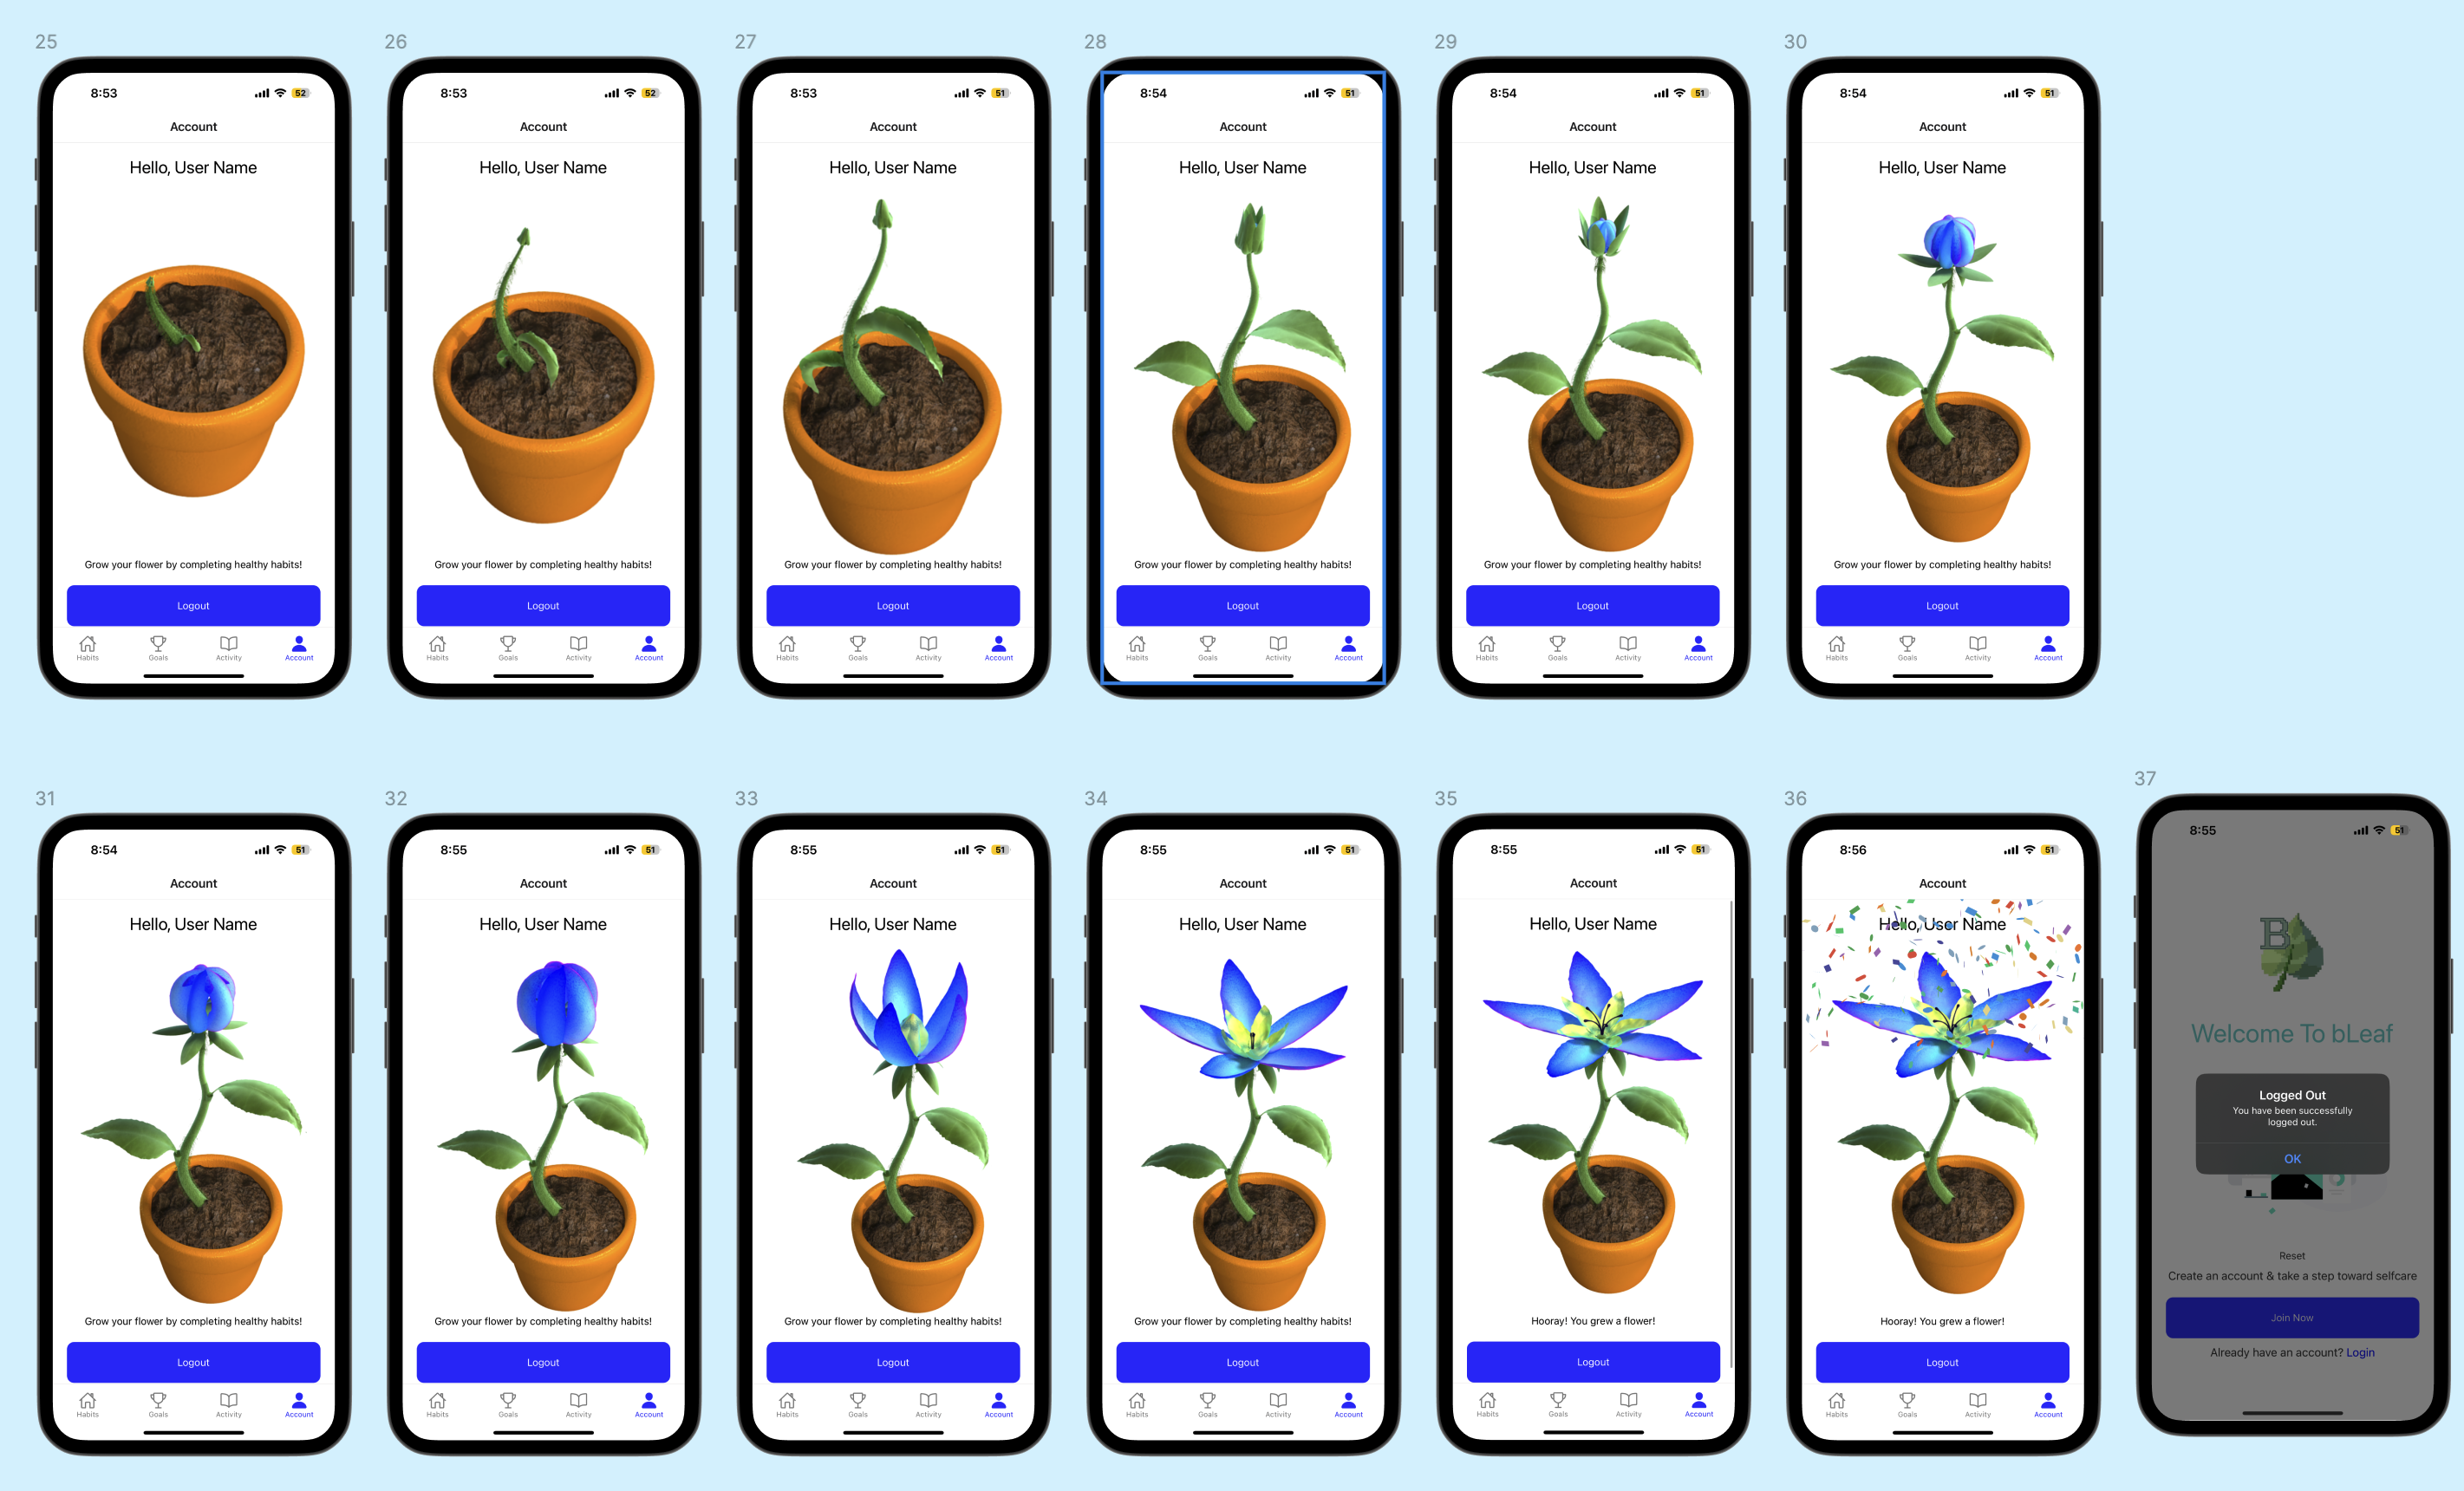 25
8:53
52
Account
Hello, User Name
Grow your flower by completing healthy habits!
Logout
Habits Goals Activity Account
26
8:53
52
Account
Hello, User Name
Grow your flower by completing healthy habits!
Logout
Habits Goals Activity Account
27
8:53
51
Account
Hello, User Name
Grow your flower by completing healthy habits!
Logout
Habits Goals Activity Account
28
8:54
51
Account
Hello, User Name
Grow your flower by completing healthy habits!
Logout
Habits Goals Activity Account
29
8:54
51
Account
Hello, User Name
Grow your flower by completing healthy habits!
Logout
Habits Goals Activity Account
30
8:54
51
Account
Hello, User Name
Grow your flower by completing healthy habits!
Logout
Habits Goals Activity Account
31
8:54
51
Account
Hello, User Name
Grow your flower by completing healthy habits!
Logout
Habits Goals Activity Account
32
8:55
51
Account
Hello, User Name
Grow your flower by completing healthy habits!
Logout
Habits Goals Activity Account
33
8:55
51
Account
Hello, User Name
Grow your flower by completing healthy habits!
Logout
Habits Goals Activity Account
34
8:55
51
Account
Hello, User Name
Grow your flower by completing healthy habits!
Logout
Habits Goals Activity Account
35
8:55
51
Account
Hello, User Name
Hooray! You grew a flower!
Logout
Habits Goals Activity Account
36
8:56
51
Account
Hello, User Name
Hooray! You grew a flower!
Logout
Habits Goals Activity Account
37
8:55
51
B
Welcome To bLeaf
Logged Out
You have been successfully
logged out.
OK
Reset
Create an account & take a step toward selfcare
Join Now
Already have an account? Login